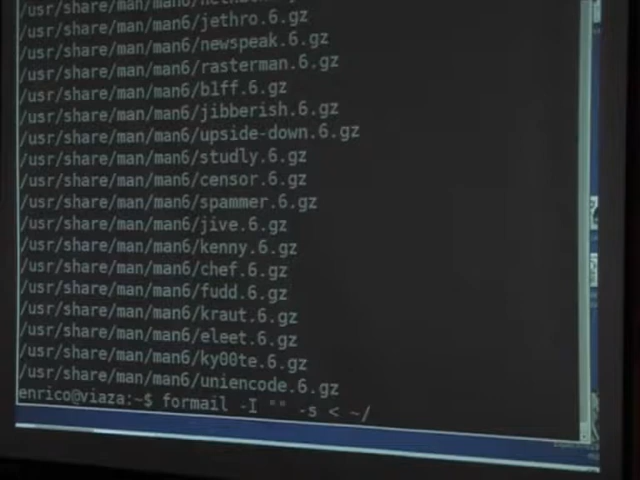 /usr/share/man/man6/jethro.6.gz
/usr/share/man/man6/newspeak.6.gz
/usr/share/man/man6/rasterman.6.gz
/usr/share/man/man6/b1ff.6.gz
/usr/share/man/man6/jibberish.6.gz
/usr/share/man/man6/upside-down.6.gz
/usr/share/man/man6/studly.6.gz
/usr/share/man/man6/censor.6.gz
/usr/share/man/man6/spammer.6.gz
/usr/share/man/man6/jive.6.gz
/usr/share/man/man6/kenny.6.gz
/usr/share/man/man6/chef.6.gz
/usr/share/man/man6/fudd.6.gz
/usr/share/man/man6/kraut.6.gz
/usr/share/man/man6/eleet.6.gz
/usr/share/man/man6/ky00te.6.gz
/usr/share/man/man6/uniencode.6.gz
enrico@viaza:~$ formail -I "" -s < ~/